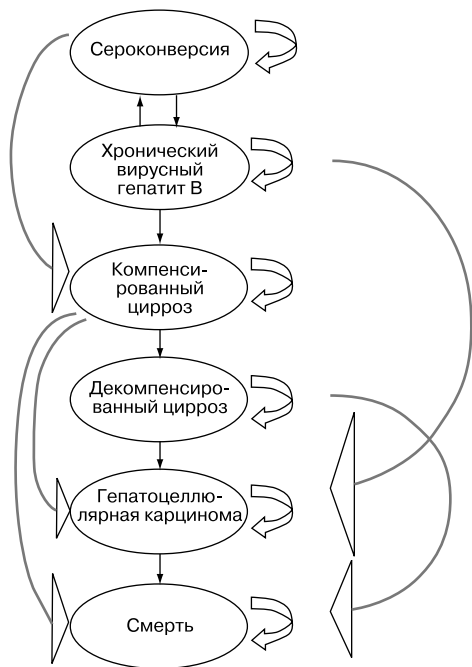 Сероконверсия
Хронический
вирусный
гепатит В
Компенси-
рованный
цирроз
Декомпенсиро-
ванный цирроз
Гепатоцеллю-
лярная карцинома
Смерть